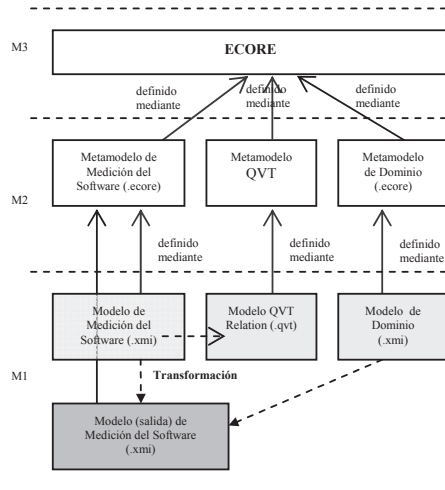 M3
ECORE
definido
mediante
definido
mediante
definido
mediante
M2
Metamodelo de
Medición del
Software (.ecore)
Metamodelo
QVT
Metamodelo
de Dominio
(.ecore)
definido
mediante
definido
mediante
definido
mediante
M1
Modelo de
Medición del
Software (.xmi)
Modelo QVT
Relation (.qvt)
Modelo de
Dominio
(.xmi)
Transformación
Modelo (salida) de
Medición del Software
(.xmi)